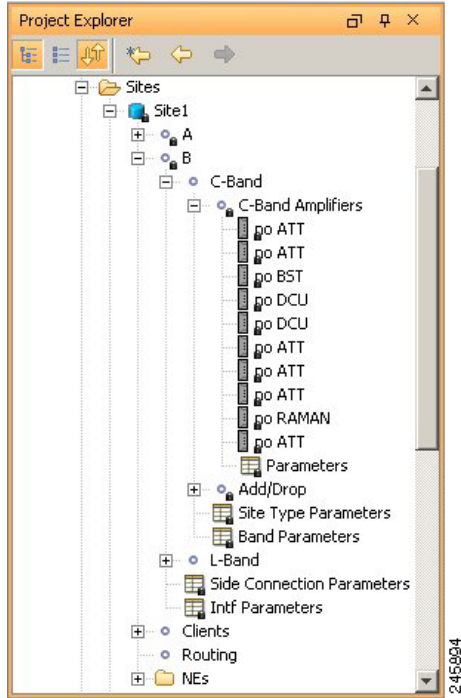 Project Explorer
Sites
Site1
A
B
C-Band
C-Band Amplifiers
po ATT
po ATT
po BST
po DCU
po DCU
po ATT
po ATT
po ATT
po RAMAN
po ATT
Parameters
Add/Drop
Site Type Parameters
Band Parameters
L-Band
Side Connection Parameters
Intf Parameters
Clients
Routing
NEs
245894